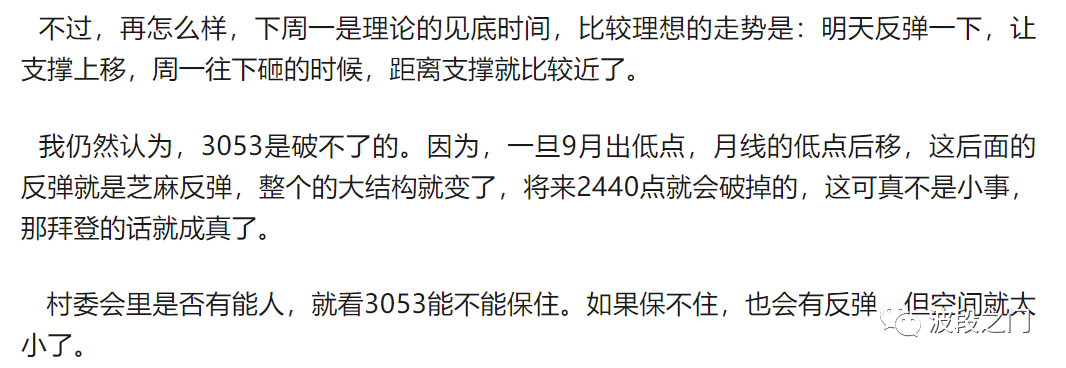 不过，再怎么样，下周一是理论的见底时间，比较理想的走势是：明天反弹一下，让
支撑上移，周一往下砸的时候，距离支撑就比较近了。
我仍然认为，3053是破不了的。因为，一旦9月出低点，月线的低点后移，这后面的
反弹就是芝麻反弹，整个的大结构就变了，将来2440点就会破掉的，这可真不是小事，
那拜登的话就成真了。
村委会里是否有能人，就看3053能不能保住。如果保不住，也会有反弹，但空间就太
小了。
波段之门